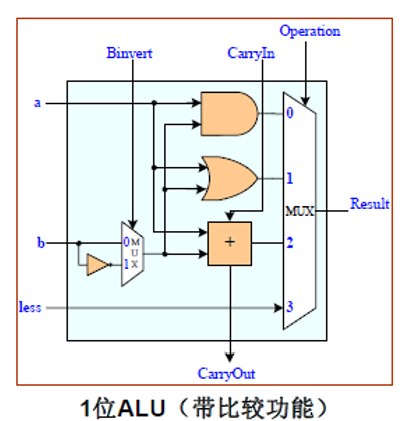 Operation
Binvert
CarryIn
a
0
1
MUX
Result
b
0
M
U
1
X
+
2
less
3
CarryOut
1位ALU（带比较功能）